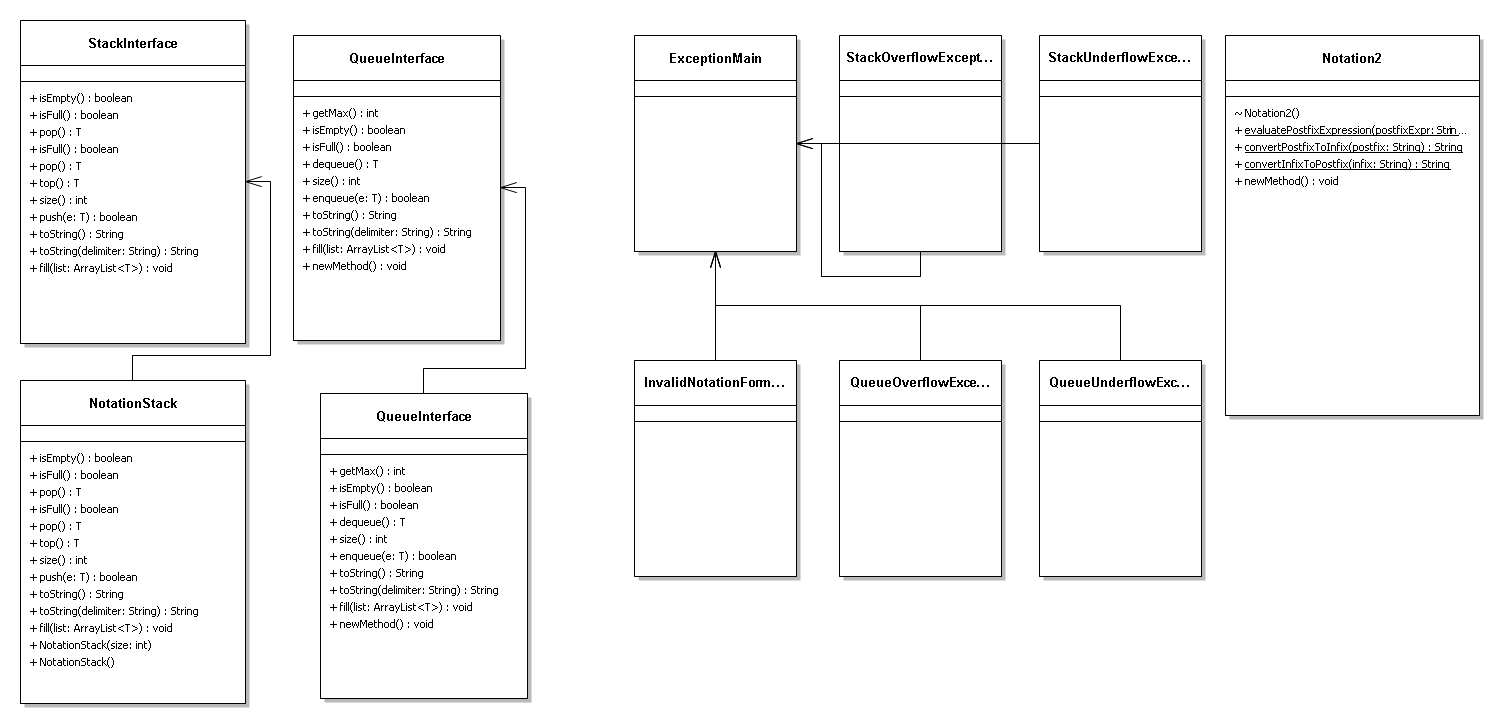 StackInterface
+isEmpty() : boolean
+isFull() : boolean
+pop() : T
+isFull() : boolean
+pop() : T
+top() : T
+size() : int
+push(e: T) : boolean
+toString() : String
+toString(delimiter: String) : String
+fill(list: ArrayList<T>) : void
QueueInterface
+getMax() : int
+isEmpty() : boolean
+isFull() : boolean
+dequeue() : T
+size() : int
+enqueue(e: T) : boolean
+toString() : String
+toString(delimiter: String) : String
+fill(list: ArrayList<T>) : void
+newMethod() : void
ExceptionMain
StackOverflowExcept...
StackUnderflowExce...
Notation2
~Notation2()
+evaluatePostfixExpression(postfixExpr: Strin...
+convertPostfixToInfix(postfix: String) : String
+convertInfixToPostfix(infix: String) : String
+newMethod() : void
NotationStack
+isEmpty() : boolean
+isFull() : boolean
+pop() : T
+isFull() : boolean
+pop() : T
+top() : T
+size() : int
+push(e: T) : boolean
+toString() : String
+toString(delimiter: String) : String
+fill(list: ArrayList<T>) : void
+NotationStack(size: int)
+NotationStack()
QueueInterface
+getMax() : int
+isEmpty() : boolean
+isFull() : boolean
+dequeue() : T
+size() : int
+enqueue(e: T) : boolean
+toString() : String
+toString(delimiter: String) : String
+fill(list: ArrayList<T>) : void
+newMethod() : void
InvalidNotationForm...
QueueOverflowExce...
QueueUnderflowExc...